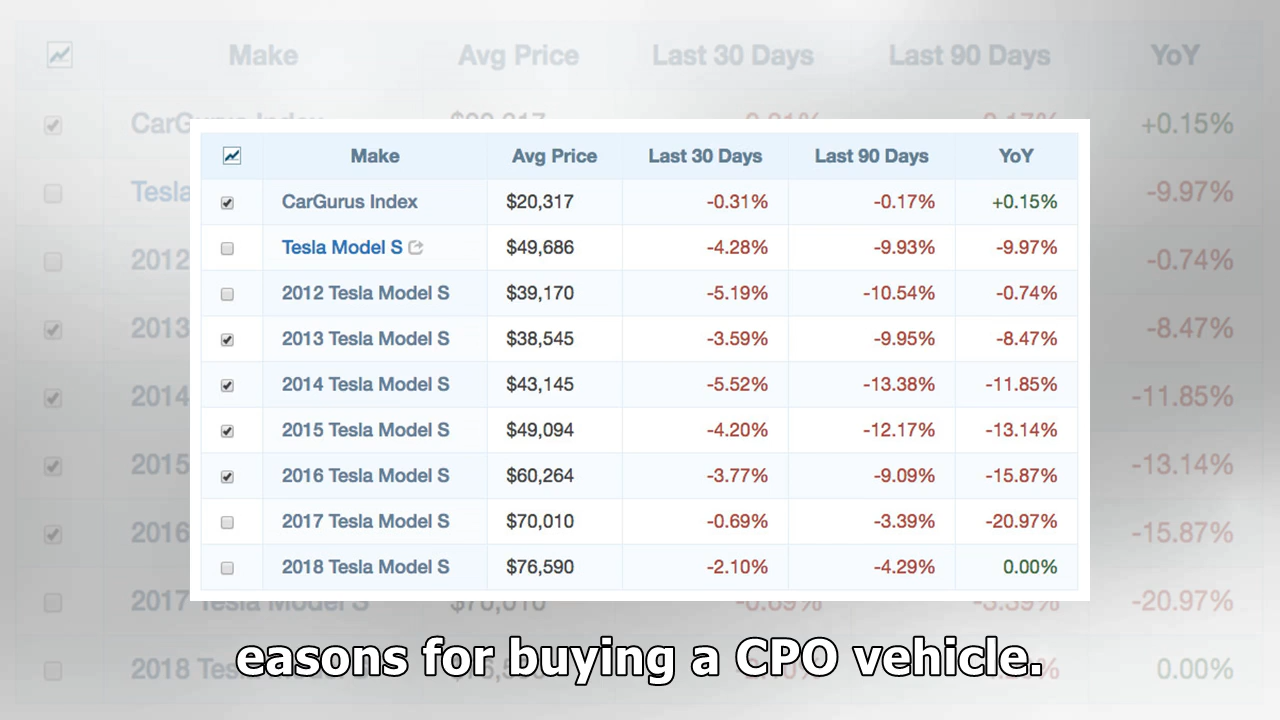 Make Avg Price Last 30 Days Last 90 Days YoY
CarGurus Index $20,317 -0.31% -0.17% +0.15%
Tesla Model S $49,686 -4.28% -9.93% -9.97%
2012 Tesla Model S $39,170 -5.19% -10.54% -0.74%
2013 Tesla Model S $38,545 -3.59% -9.95% -8.47%
2014 Tesla Model S $43,145 -5.52% -13.38% -11.85%
2015 Tesla Model S $49,094 -4.20% -12.17% -13.14%
2016 Tesla Model S $60,264 -3.77% -9.09% -15.87%
2017 Tesla Model S $70,010 -0.69% -3.39% -20.97%
2018 Tesla Model S $76,590 -2.10% -4.29% 0.00%
easons for buying a CPO vehicle.